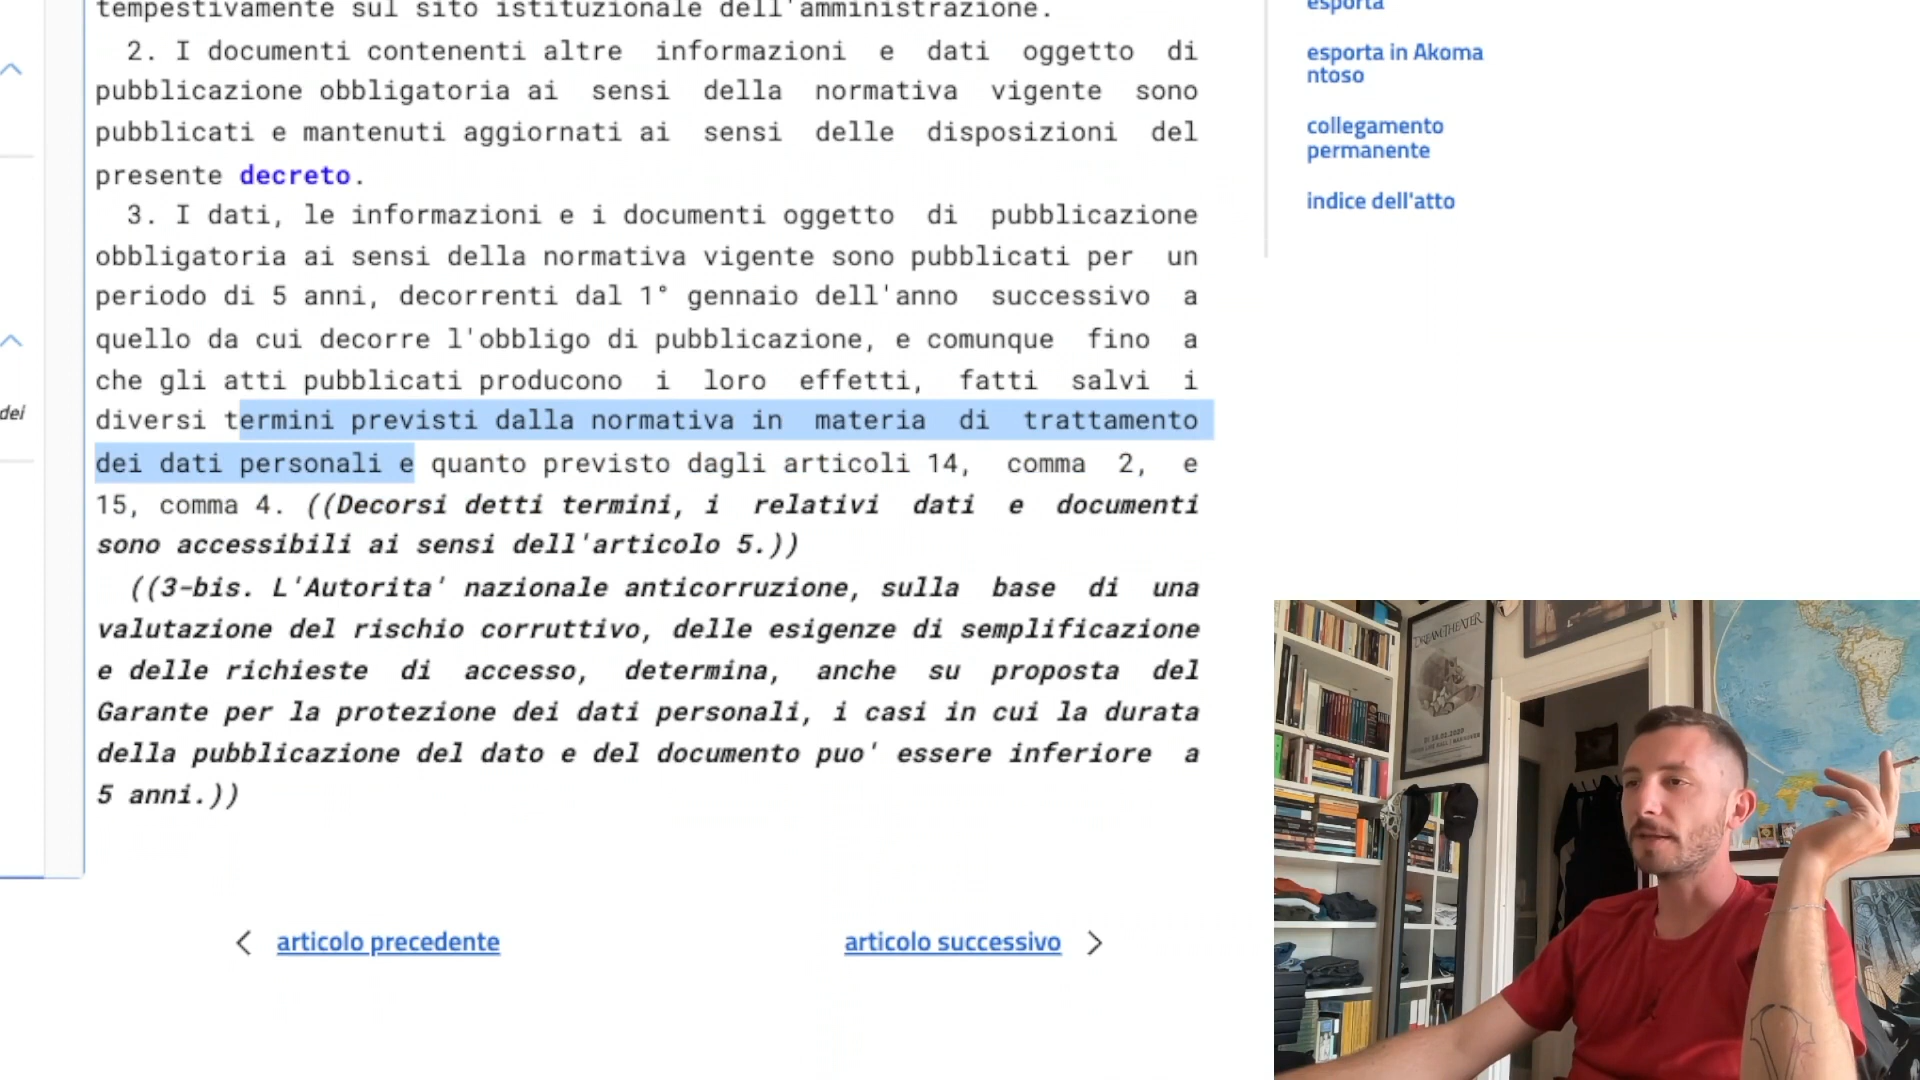 tempestivamente sul sito istituzionale dell'amministrazione.
2. I documenti contenenti altre informazioni e dati oggetto di
pubblicazione obbligatoria ai sensi della normativa vigente sono
pubblicati e mantenuti aggiornati ai sensi delle disposizioni del
presente decreto.
3. I dati, le informazioni e i documenti oggetto di pubblicazione
obbligatoria ai sensi della normativa vigente sono pubblicati per un
periodo di 5 anni, decorrenti dal 1° gennaio dell'anno successivo a
quello da cui decorre l'obbligo di pubblicazione, e comunque fino a
che gli atti pubblicati producono i loro effetti, fatti salvi i
diversi termini previsti dalla normativa in materia di trattamento
dei dati personali e quanto previsto dagli articoli 14, comma 2, e
15, comma 4. ((Decorsi detti termini, i relativi dati e documenti
sono accessibili ai sensi dell'articolo 5.))
((3-bis. L'Autorita' nazionale anticorruzione, sulla base di una
valutazione del rischio corruttivo, delle esigenze di semplificazione
e delle richieste di accesso, determina, anche su proposta del
Garante per la protezione dei dati personali, i casi in cui la durata
della pubblicazione del dato e del documento puo' essere inferiore a
5 anni.))
articolo precedente
articolo successivo
dei
esporta
esporta in Akoma
ntoso
collegamento
permanente
indice dell'atto
DREAM THEATER